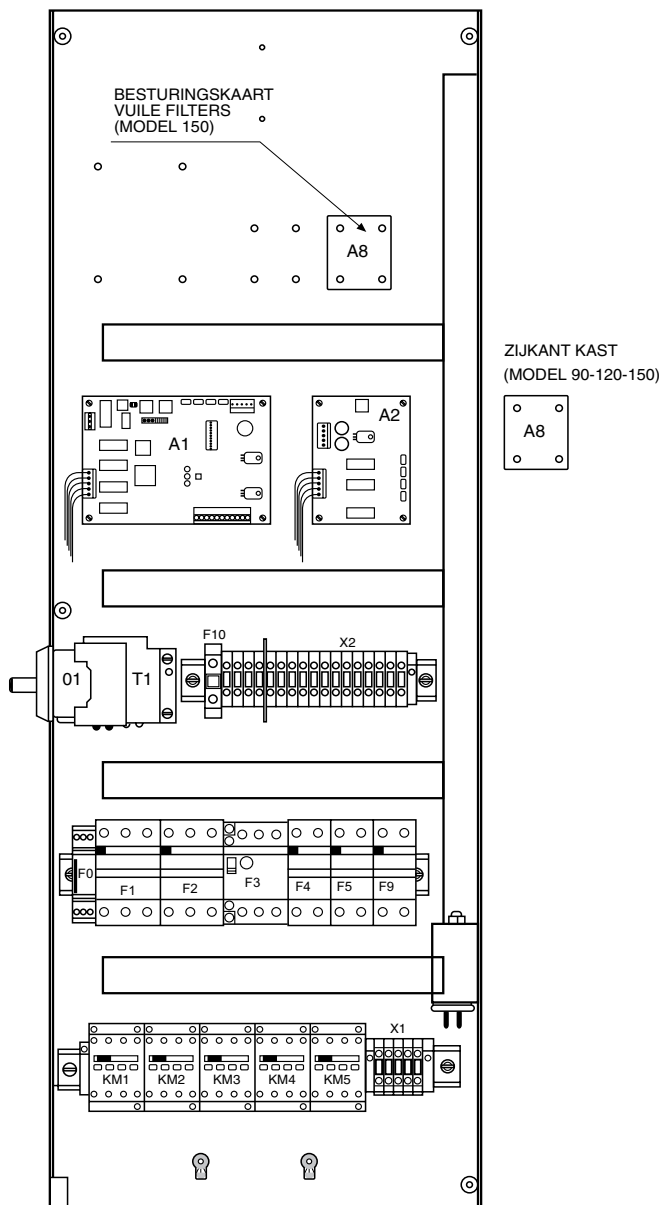 BESTURINGSKAART
VUILE FILTERS
(MODEL 150)
A8
ZIJKANT KAST
(MODEL 90-120-150)
A8
A1
A2
F10
X2
01
T1
F0
F1
F2
F3
F4
F5
F9
X1
KM1
KM2
KM3
KM4
KM5